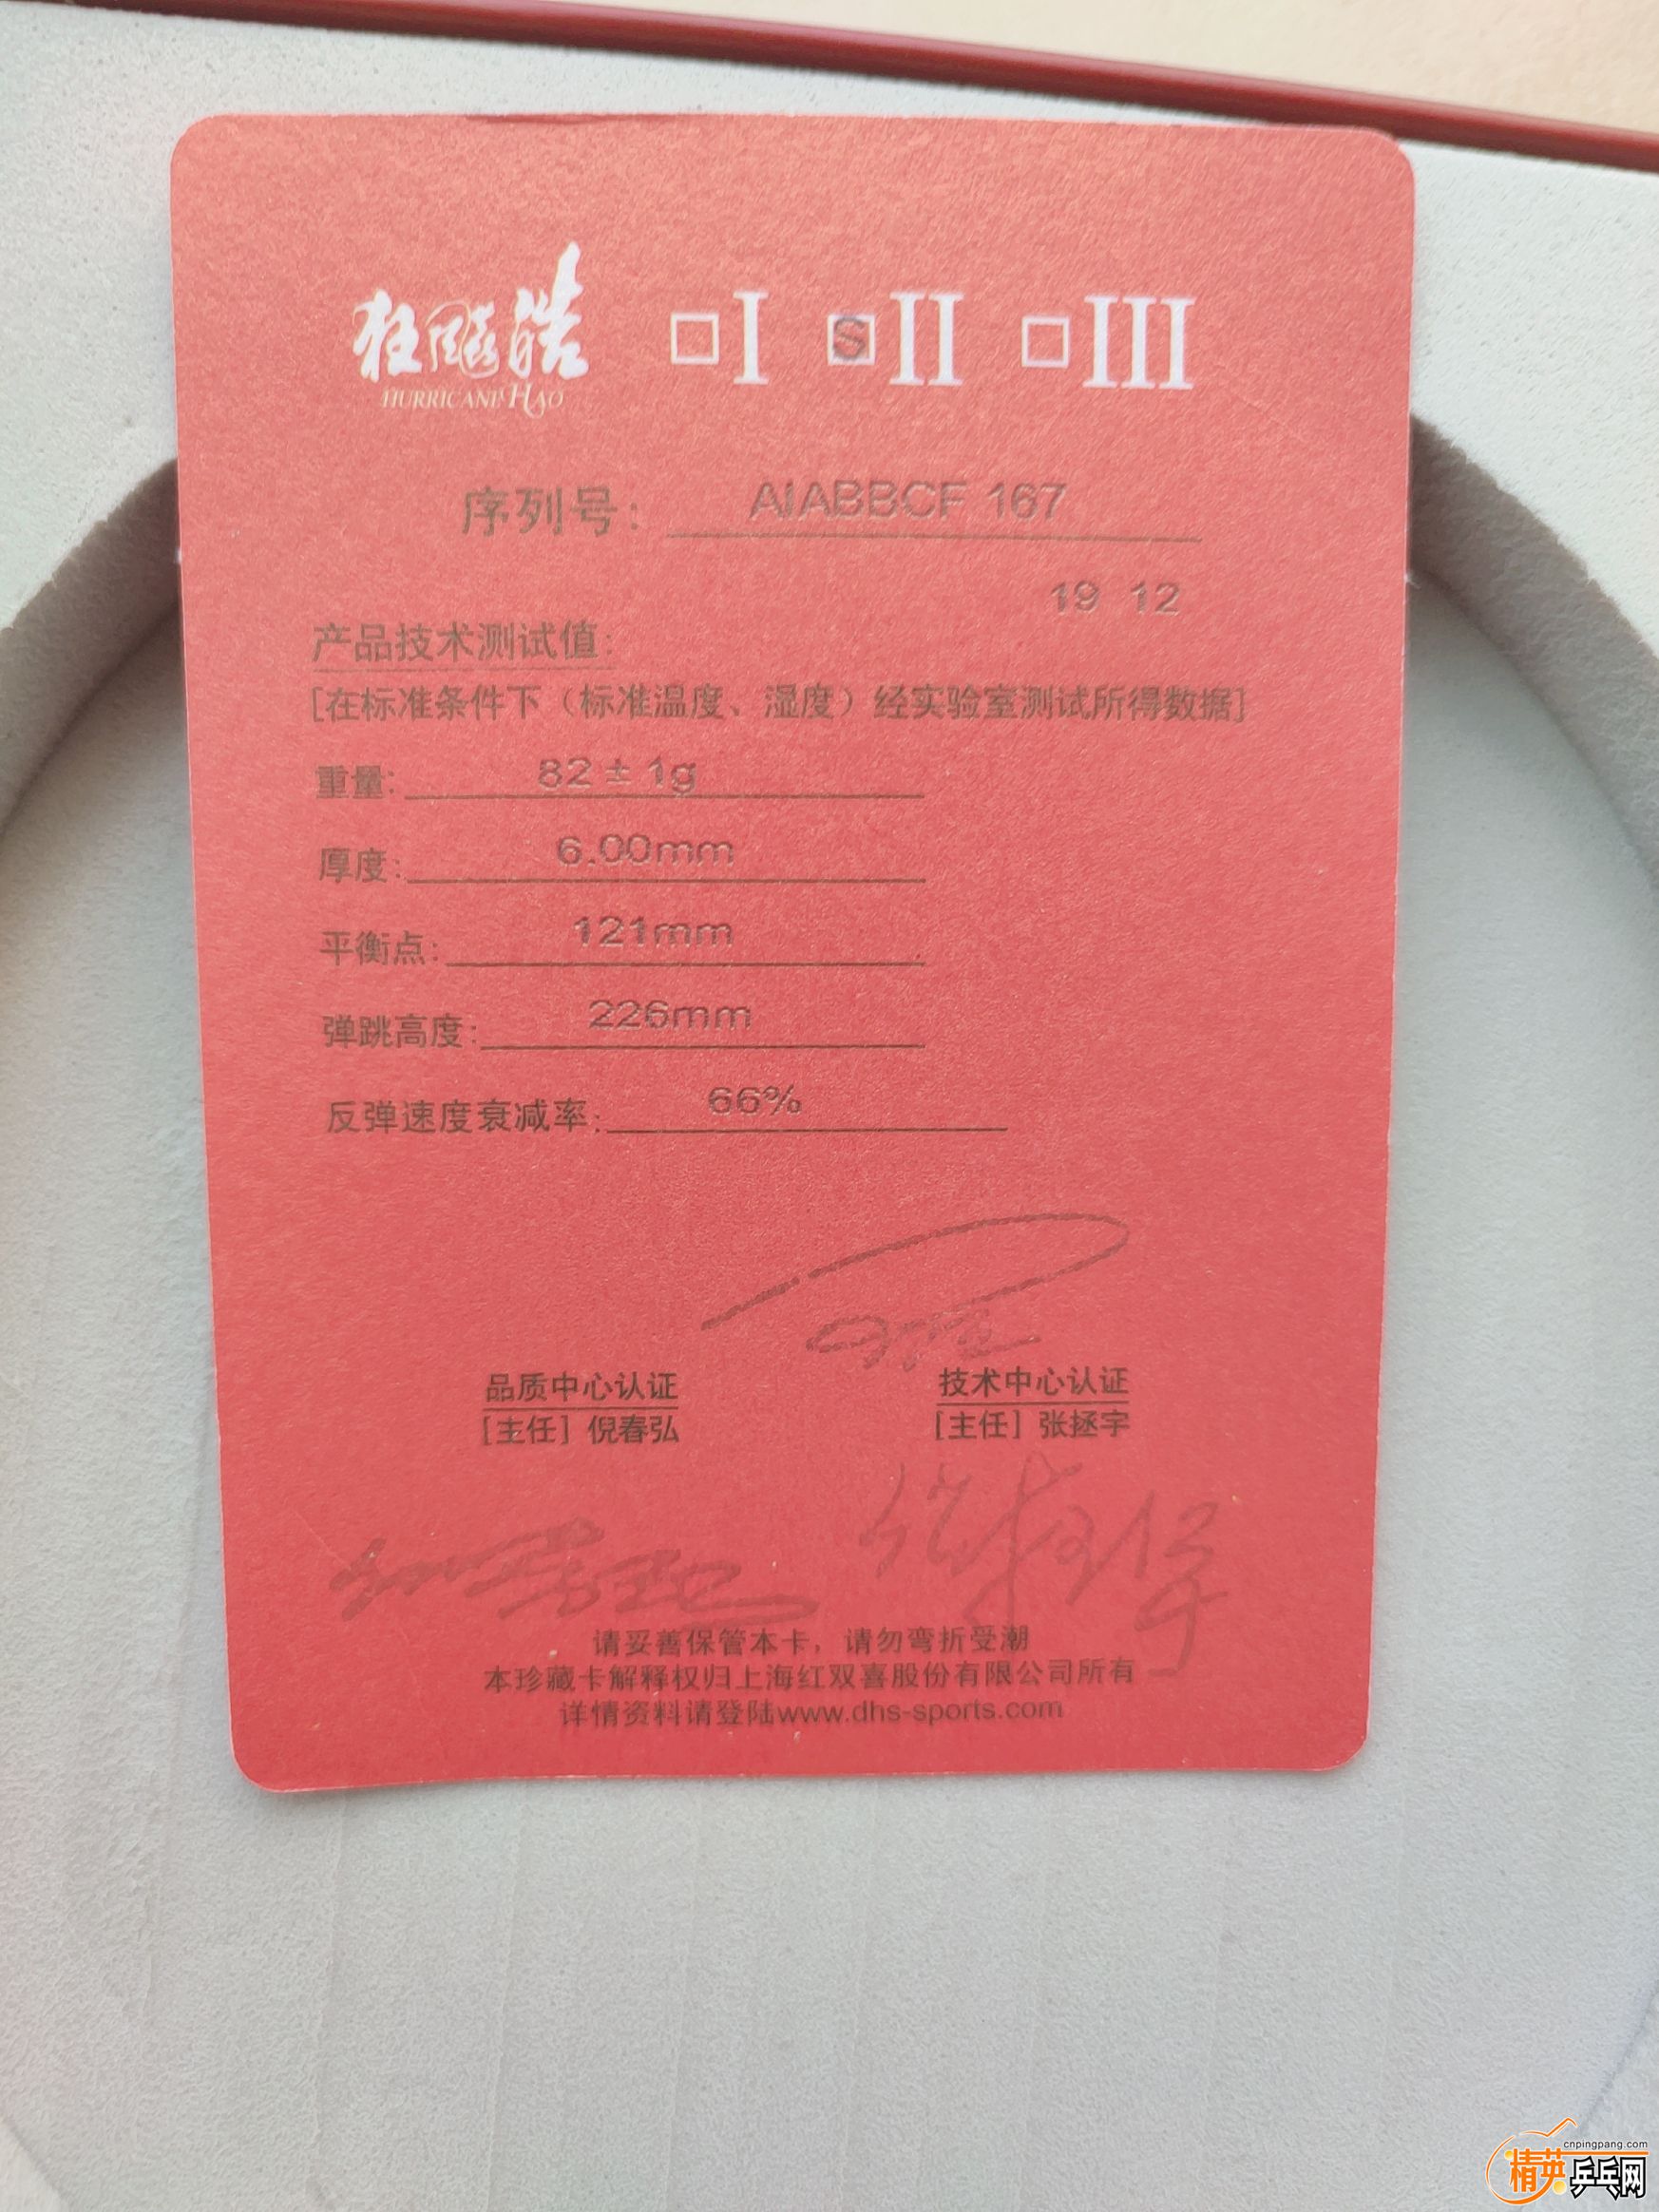 狂飚皓 □I SII □III
HURRICANE HAO
序列号： AIABBCF 167
19 12
产品技术测试值：
[在标准条件下（标准温度、湿度）经实验室测试所得数据]
重量: 82±1g
厚度: 6.00mm
平衡点: 121mm
弹跳高度: 226mm
反弹速度衰减率: 66%
品质中心认证 技术中心认证
[主任] 倪春弘 [主任] 张拯宇
请妥善保管本卡，请勿弯折受潮
本珍藏卡解释权归上海红双喜股份有限公司所有
详情资料请登陆www.dhs-sports.com
cnpingpang.com
精英乒乓网